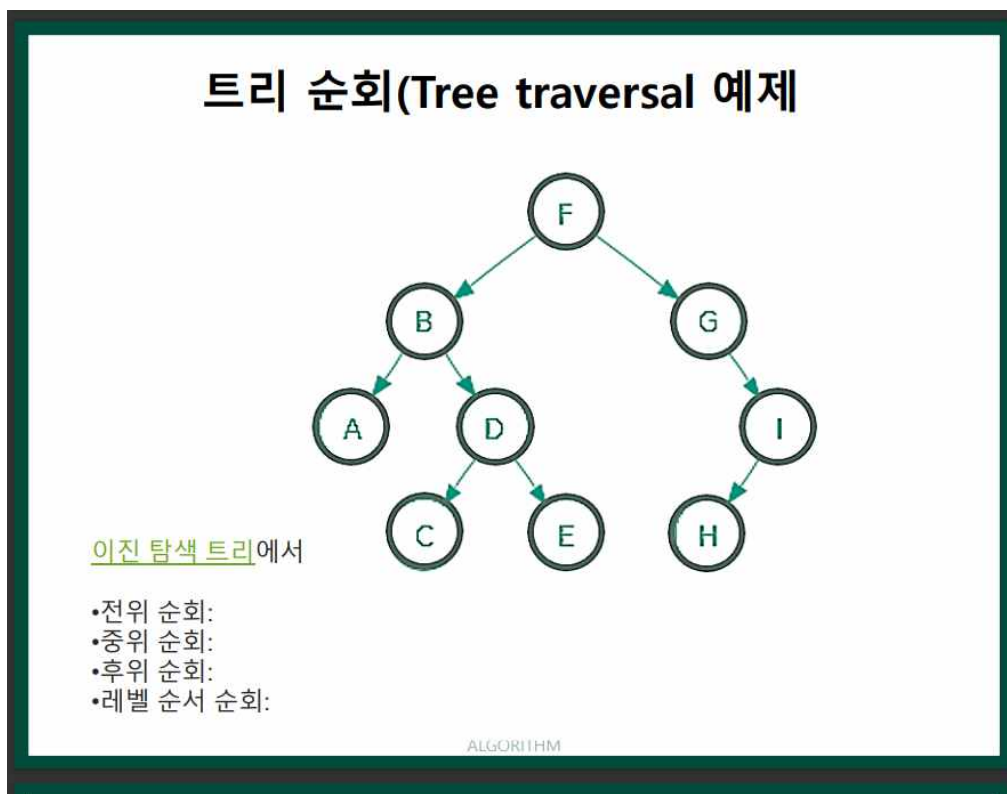 트리 순회(Tree traversal 예제
F
B
G
A
D
I
C
E
H
이진 탐색 트리에서
•전위 순회:
•중위 순회:
•후위 순회:
•레벨 순서 순회:
ALGORITHM